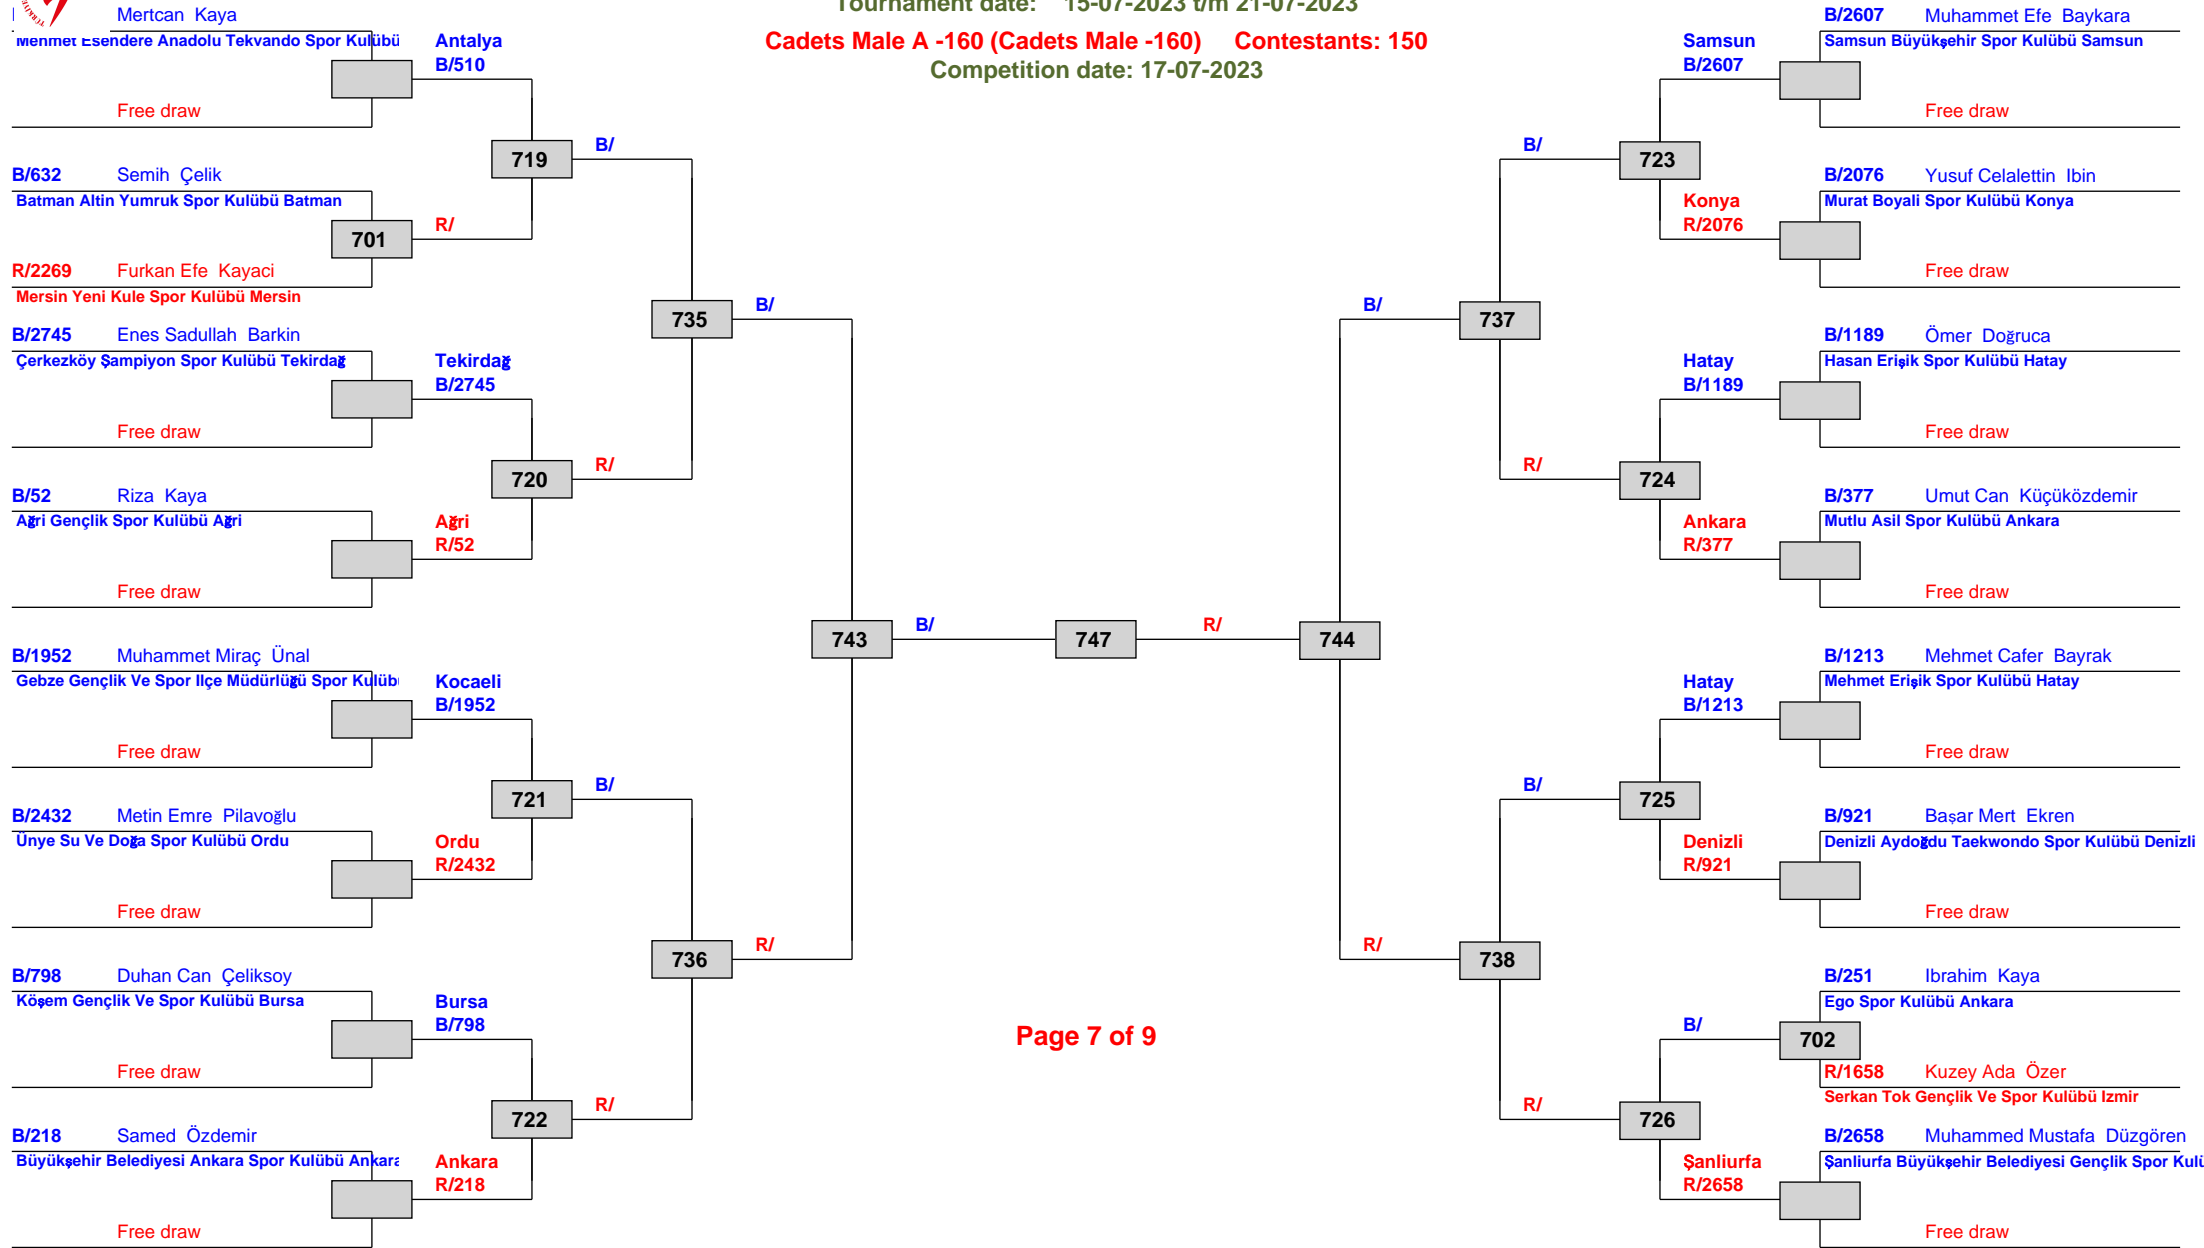 Tournament date: 15-07-2023 t/m 21-07-2023
Cadets Male A -160 (Cadets Male -160) Contestants: 150
Competition date: 17-07-2023
Mertcan Kaya
Mehmet Esendere Anadolu Tekvando Spor Kulübü
Free draw
Antalya
B/510
719
B/
B/632 Semih Çelik
Batman Altin Yumruk Spor Kulübü Batman
701
R/
R/2269 Furkan Efe Kayaci
Mersin Yeni Kule Spor Kulübü Mersin
735
B/
B/2745 Enes Sadullah Barkin
Çerkezköy Şampiyon Spor Kulübü Tekirdağ
Free draw
Tekirdağ
B/2745
720
R/
B/52 Riza Kaya
Ağri Gençlik Spor Kulübü Ağri
Free draw
Ağri
R/52
743
B/
747
R/
744
B/1952 Muhammet Miraç Ünal
Gebze Gençlik Ve Spor Ilçe Müdürlüğü Spor Kulüb
Free draw
Kocaeli
B/1952
721
B/
B/2432 Metin Emre Pilavoğlu
Ünye Su Ve Doğa Spor Kulübü Ordu
Free draw
Ordu
R/2432
736
R/
B/798 Duhan Can Çeliksoy
Köşem Gençlik Ve Spor Kulübü Bursa
Free draw
Bursa
B/798
722
R/
B/218 Samed Özdemir
Büyükşehir Belediyesi Ankara Spor Kulübü Ankara
Free draw
Ankara
R/218
Page 7 of 9
B/2607 Muhammet Efe Baykara
Samsun Büyükşehir Spor Kulübü Samsun
Free draw
Samsun
B/2607
723
B/
B/2076 Yusuf Celalettin Ibin
Murat Boyali Spor Kulübü Konya
Free draw
Konya
R/2076
737
B/
B/1189 Ömer Doğruca
Hasan Erişik Spor Kulübü Hatay
Free draw
Hatay
B/1189
724
R/
B/377 Umut Can Küçüközdemir
Mutlu Asil Spor Kulübü Ankara
Free draw
Ankara
R/377
B/1213 Mehmet Cafer Bayrak
Mehmet Erişik Spor Kulübü Hatay
Free draw
Hatay
B/1213
725
B/
B/921 Başar Mert Ekren
Denizli Aydoğdu Taekwondo Spor Kulübü Denizli
Free draw
Denizli
R/921
738
R/
B/251 Ibrahim Kaya
Ego Spor Kulübü Ankara
702
B/
R/1658 Kuzey Ada Özer
Serkan Tok Gençlik Ve Spor Kulübü Izmir
726
R/
B/2658 Muhammed Mustafa Düzgören
Şanliurfa Büyükşehir Belediyesi Gençlik Spor Kulü
Free draw
Şanliurfa
R/2658